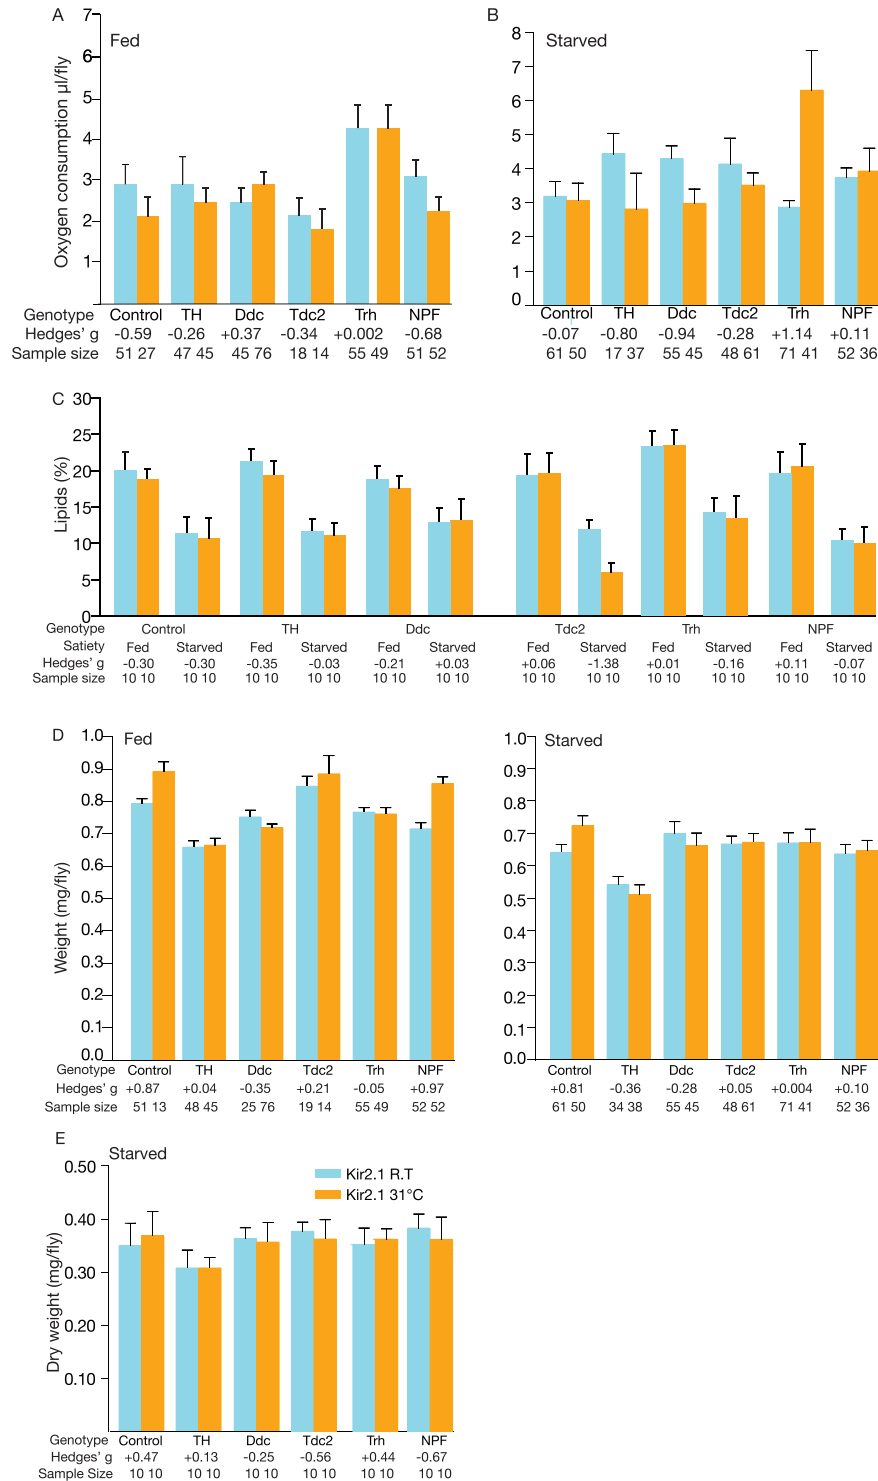 A
Fed
Oxygen consumption µl/fly
7
6
5
4
3
2
1
Genotype Control TH Ddc Tdc2 Trh NPF
Hedges' g -0.59 -0.26 +0.37 -0.34 +0.002 -0.68
Sample size 51 27 47 45 45 76 18 14 55 49 51 52
B
Starved
8
7
6
5
4
3
2
1
0
Control TH Ddc Tdc2 Trh NPF
-0.07 -0.80 -0.94 -0.28 +1.14 +0.11
61 50 17 37 55 45 48 61 71 41 52 36
C
Lipids (%)
30
25
20
15
10
5
0
Genotype Control TH Ddc Tdc2 Trh NPF
Satiety Fed Starved Fed Starved Fed Starved Fed Starved Fed Starved Fed Starved
Hedges' g -0.30 -0.30 -0.35 -0.03 -0.21 +0.03 +0.06 -1.38 +0.01 -0.16 +0.11 -0.07
Sample size 10 10 10 10 10 10 10 10 10 10 10 10 10 10 10 10 10 10 10 10 10 10 10 10
D
Fed
Weight (mg/fly)
1.0
0.9
0.8
0.7
0.6
0.5
0.4
0.3
0.2
0.1
0.0
Genotype Control TH Ddc Tdc2 Trh NPF
Hedges' g +0.87 +0.04 -0.35 +0.21 -0.05 +0.97
Sample size 51 13 48 45 25 76 19 14 55 49 52 52
Starved
1.0
0.9
0.8
0.7
0.6
0.5
0.4
0.3
0.2
0.1
0.0
Control TH Ddc Tdc2 Trh NPF
+0.81 -0.36 -0.28 +0.05 +0.004 +0.10
61 50 34 38 55 45 48 61 71 41 52 36
E
Starved
Kir2.1 R.T
Kir2.1 31°C
Dry weight (mg/fly)
0.50
0.40
0.30
0.20
0.10
Genotype Control TH Ddc Tdc2 Trh NPF
Hedges' g +0.47 +0.13 -0.25 -0.56 +0.44 -0.67
Sample Size 10 10 10 10 10 10 10 10 10 10 10 10